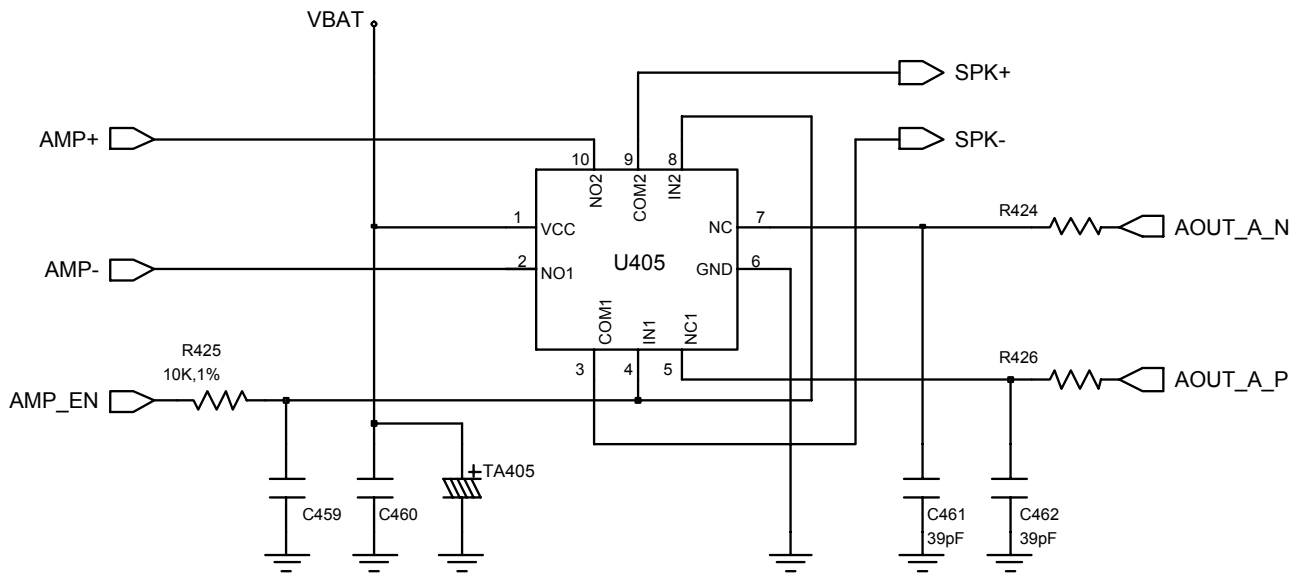 VBAT
SPK+
AMP+
SPK-
10
9
8
NO2
COM2
IN2
1
VCC
NC
7
R424
AOUT_A_N
U405
AMP-
2
NO1
GND
6
COM1
IN1
NC1
R425
10K,1%
3
4
5
R426
AOUT_A_P
AMP_EN
+TA405
C459
C460
C461
39pF
C462
39pF